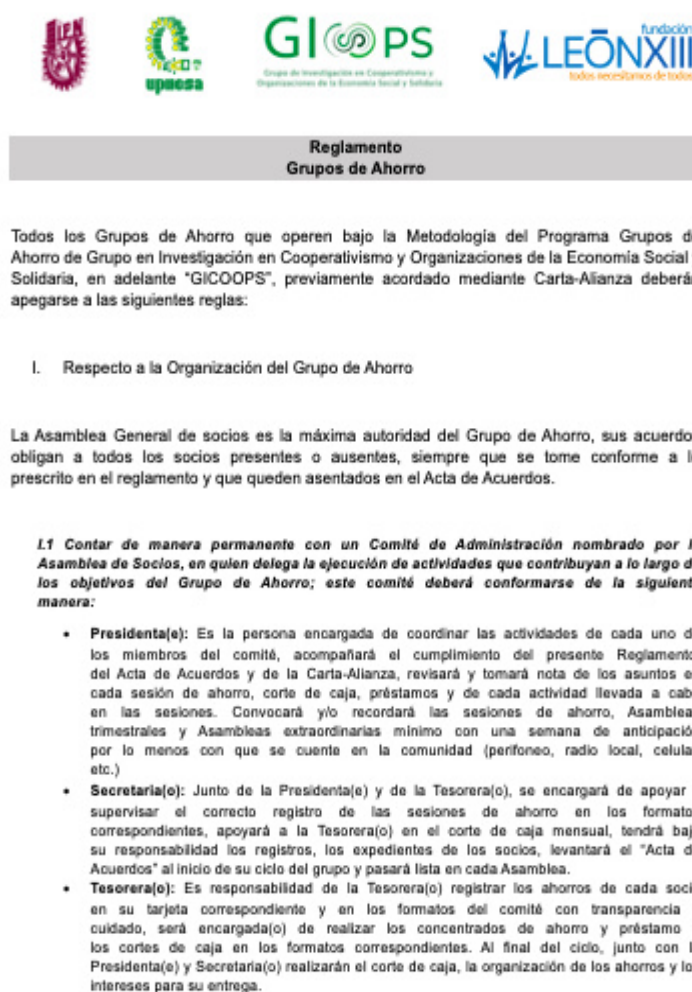 upiicsa
GICOOPS
Grupo de Investigación en Cooperativismo y
Organizaciones de la Economía Social y Solidaria
fundación
LEÓNXIII
todos necesitamos de todos
Reglamento
Grupos de Ahorro
Todos los Grupos de Ahorro que operen bajo la Metodología del Programa Grupos d
Ahorro de Grupo en Investigación en Cooperativismo y Organizaciones de la Economía Social
Solidaria, en adelante "GICOOPS", previamente acordado mediante Carta-Alianza deberá
apegarse a las siguientes reglas:
I. Respecto a la Organización del Grupo de Ahorro
La Asamblea General de socios es la máxima autoridad del Grupo de Ahorro, sus acuerdo
obligan a todos los socios presentes o ausentes, siempre que se tome conforme a l
prescrito en el reglamento y que queden asentados en el Acta de Acuerdos.
I.1 Contar de manera permanente con un Comité de Administración nombrado por l
Asamblea de Socios, en quien delega la ejecución de actividades que contribuyan a lo largo d
los objetivos del Grupo de Ahorro; este comité deberá conformarse de la siguient
manera:
• Presidenta(e): Es la persona encargada de coordinar las actividades de cada uno d
los miembros del comité, acompañará el cumplimiento del presente Reglamento
del Acta de Acuerdos y de la Carta-Alianza, revisará y tomará nota de los asuntos e
cada sesión de ahorro, corte de caja, préstamos y de cada actividad llevada a cab
en las sesiones. Convocará y/o recordará las sesiones de ahorro, Asamblea
trimestrales y Asambleas extraordinarias mínimo con una semana de anticipació
por lo menos con que se cuente en la comunidad (perifoneo, radio local, celula
etc.)
• Secretaria(o): Junto de la Presidenta(e) y de la Tesorera(o), se encargará de apoyar
supervisar el correcto registro de las sesiones de ahorro en los formato
correspondientes, apoyará a la Tesorera(o) en el corte de caja mensual, tendrá baj
su responsabilidad los registros, los expedientes de los socios, levantará el "Acta d
Acuerdos" al inicio de su ciclo del grupo y pasará lista en cada Asamblea.
• Tesorera(o): Es responsabilidad de la Tesorera(o) registrar los ahorros de cada soci
en su tarjeta correspondiente y en los formatos del comité con transparencia
cuidado, será encargada(o) de realizar los concentrados de ahorro y préstamo
los cortes de caja en los formatos correspondientes. Al final del ciclo, junto con l
Presidenta(e) y Secretaria(o) realizarán el corte de caja, la organización de los ahorros y lo
intereses para su entrega.